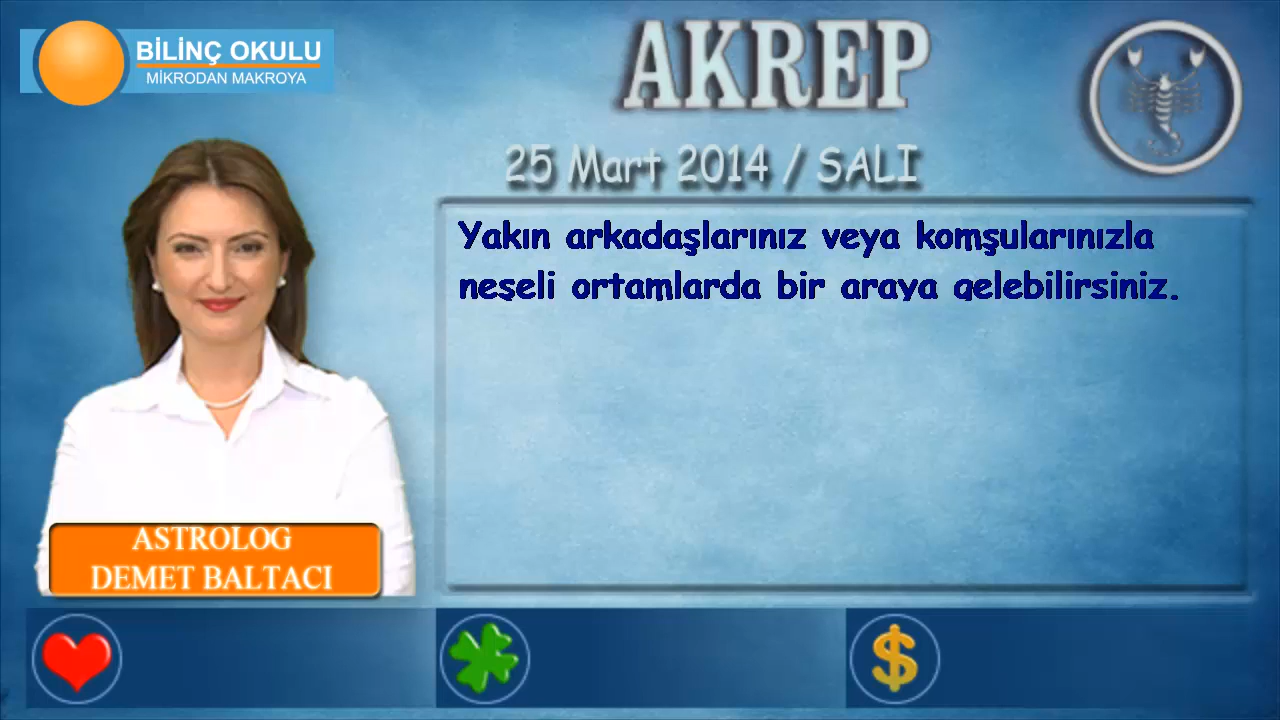 BİLİNÇ OKULU
MİKRODAN MAKROYA
AKREP
25 Mart 2014 / SALI
Yakın arkadaşlarınız veya komşularınızla
neşeli ortamlarda bir araya gelebilirsiniz.
ASTROLOG
DEMET BALTACI
$